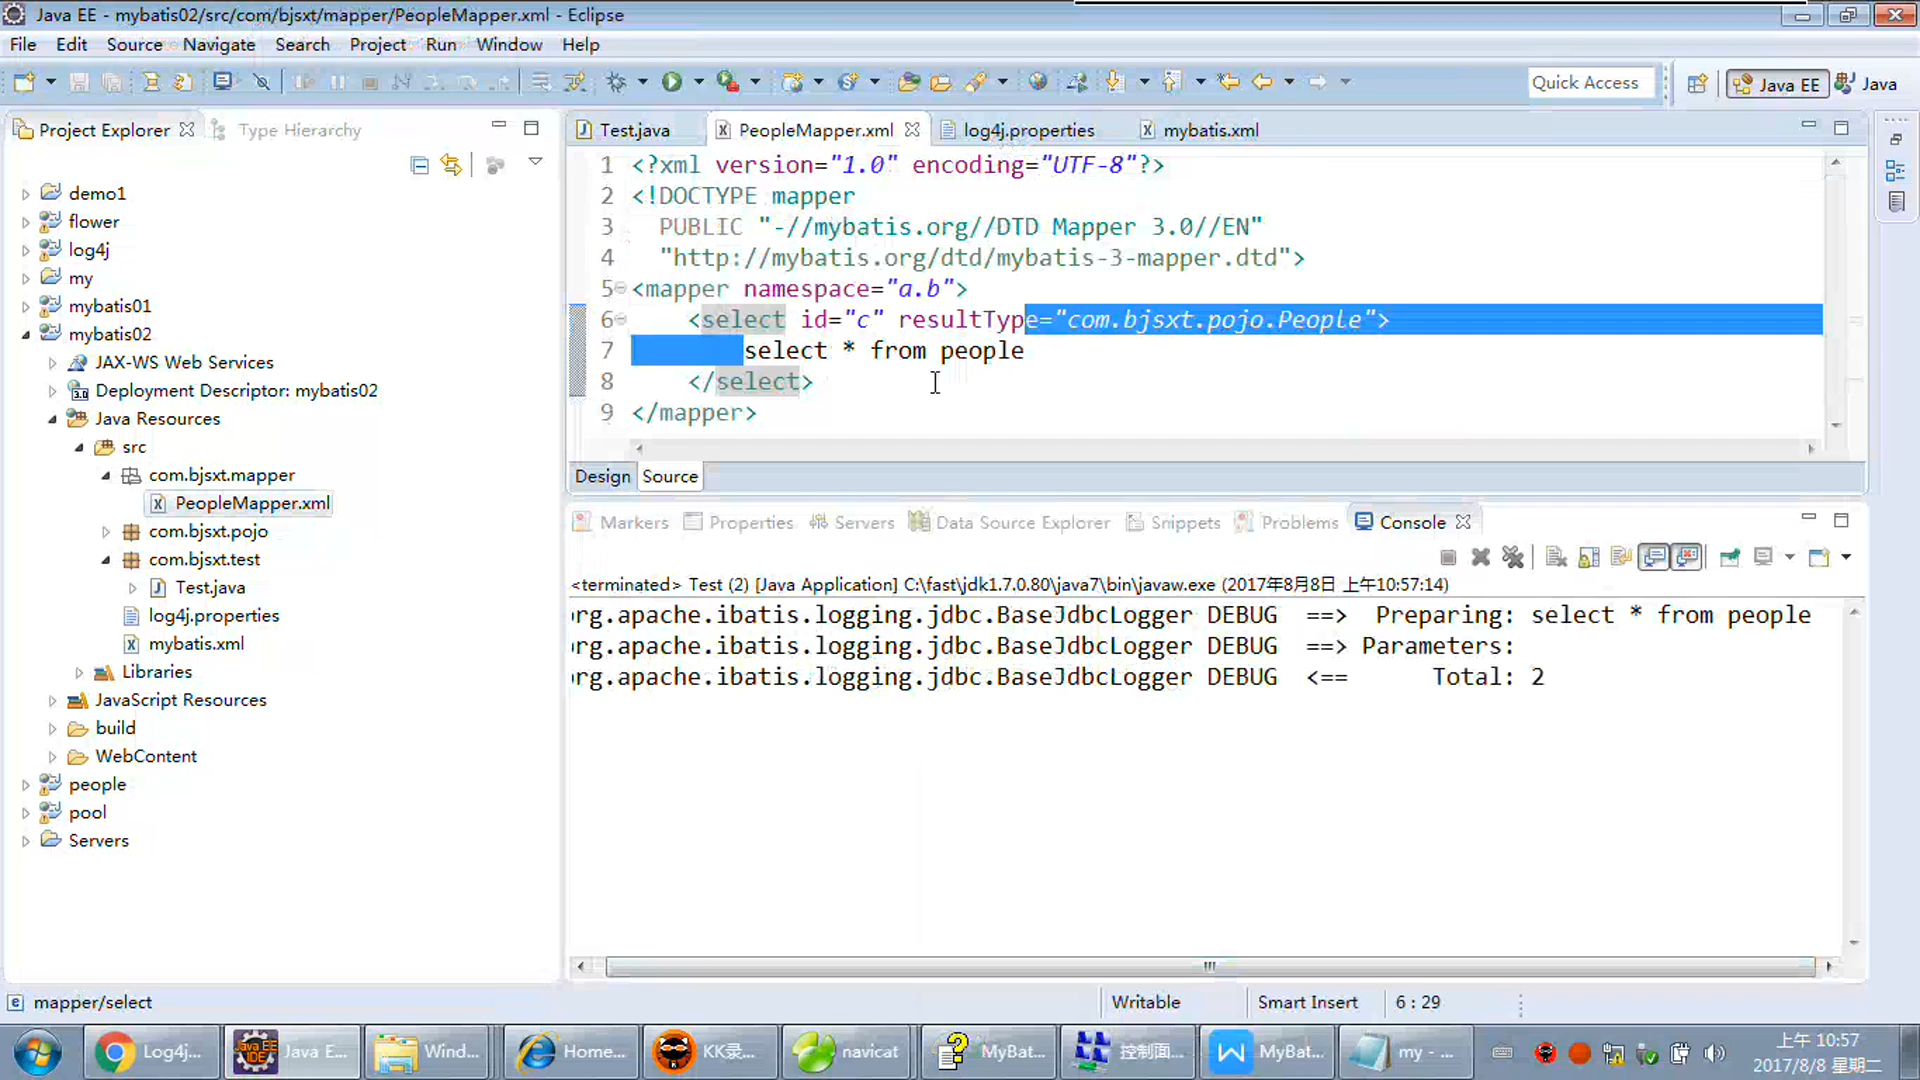 Java EE - mybatis02/src/com/bjsxt/mapper/PeopleMapper.xml - Eclipse
File Edit Source Navigate Search Project Run Window Help
Quick Access Java EE Java
Project Explorer Type Hierarchy
demo1
flower
log4j
my
mybatis01
mybatis02
JAX-WS Web Services
Deployment Descriptor: mybatis02
Java Resources
src
com.bjsxt.mapper
PeopleMapper.xml
com.bjsxt.pojo
com.bjsxt.test
Test.java
log4j.properties
mybatis.xml
Libraries
JavaScript Resources
build
WebContent
people
pool
Servers
Test.java PeopleMapper.xml log4j.properties mybatis.xml
1 <?xml version="1.0" encoding="UTF-8"?>
2 <!DOCTYPE mapper
3 PUBLIC "-//mybatis.org//DTD Mapper 3.0//EN"
4 "http://mybatis.org/dtd/mybatis-3-mapper.dtd">
5 <mapper namespace="a.b">
6 <select id="c" resultType="com.bjsxt.pojo.People">
7 select * from people
8 </select>
9 </mapper>
Design Source
Markers Properties Servers Data Source Explorer Snippets Problems Console
<terminated> Test (2) [Java Application] C:\fast\jdk1.7.0.80\java7\bin\javaw.exe (2017年8月8日 上午10:57:14)
rg.apache.ibatis.logging.jdbc.BaseJdbcLogger DEBUG ==> Preparing: select * from people
rg.apache.ibatis.logging.jdbc.BaseJdbcLogger DEBUG ==> Parameters:
rg.apache.ibatis.logging.jdbc.BaseJdbcLogger DEBUG <== Total: 2
mapper/select Writable Smart Insert 6 : 29
Log4j... Java E... Wind... Home... KK录... navicat MyBat... 控制面... MyBat... my - ...
上午 10:57
2017/8/8 星期二